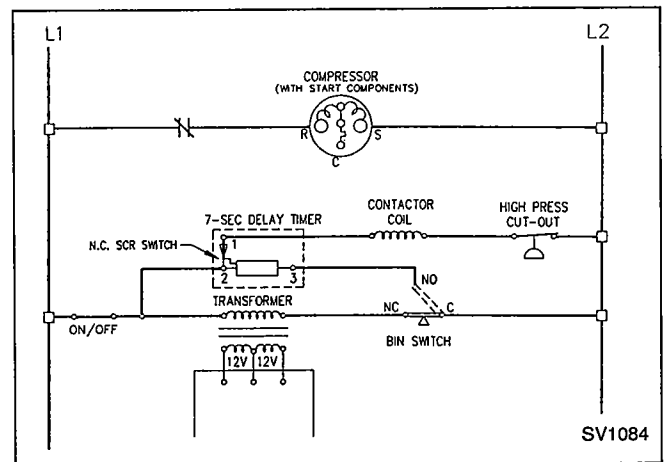 L1
L2
COMPRESSOR
(WITH START COMPONENTS)
R
S
C
7-SEC DELAY TIMER
CONTACTOR
COIL
HIGH PRESS
CUT-OUT
N.C. SCR SWITCH
1
2
3
NO
TRANSFORMER
NC
C
ON/OFF
BIN SWITCH
12V
12V
SV1084